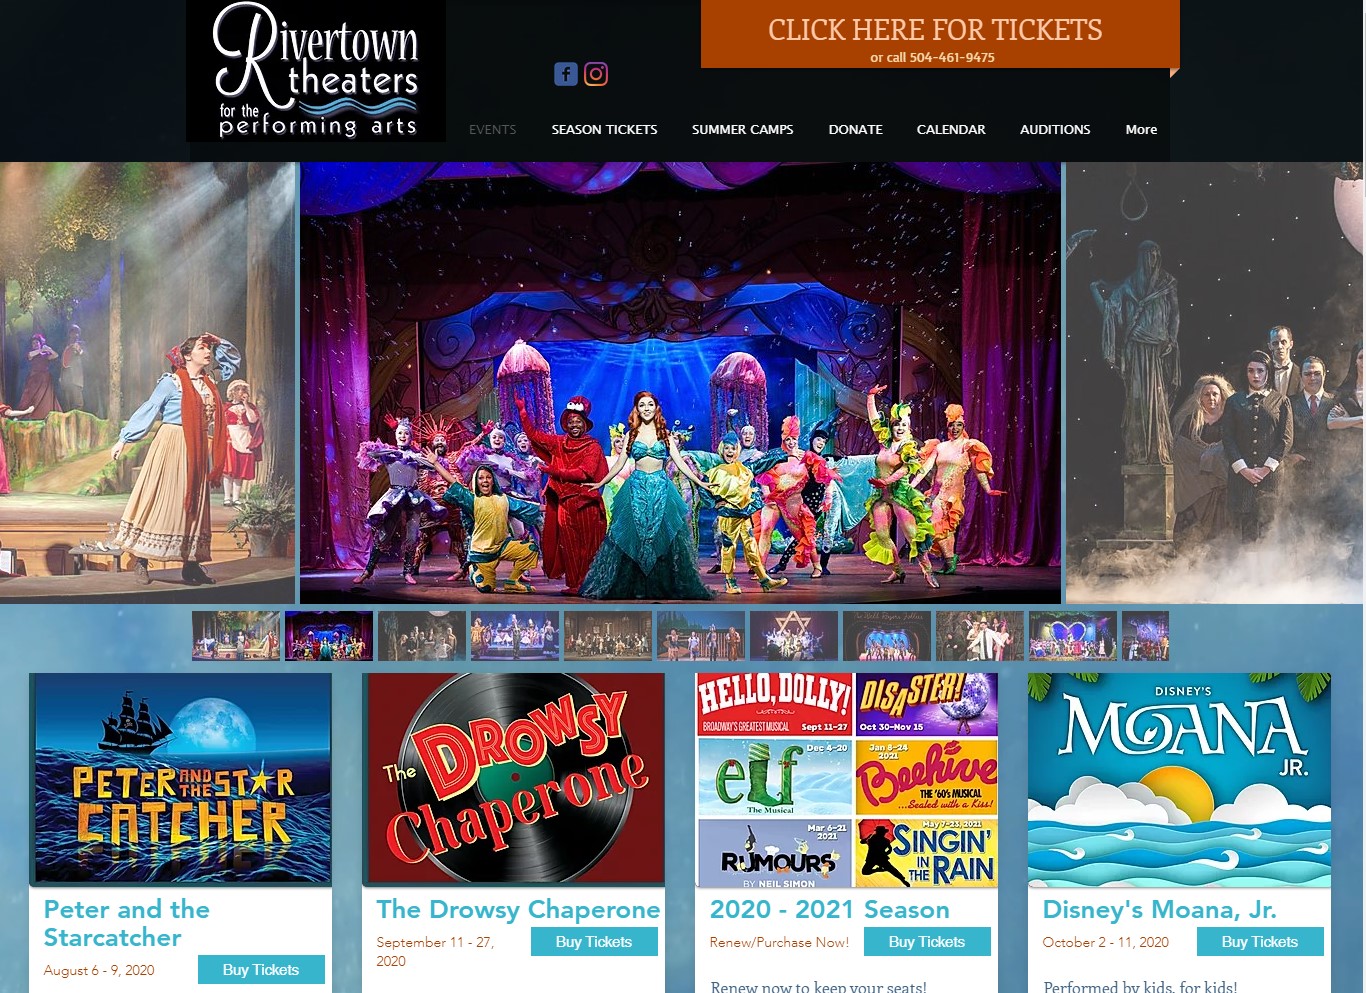 Rivertown
theaters
for the
performing arts
CLICK HERE FOR TICKETS
or call 504-461-9475
EVENTS
SEASON TICKETS
SUMMER CAMPS
DONATE
CALENDAR
AUDITIONS
More
PETER AND THE STAR
CATCHER
The DROWSY
Chaperone
HELLO, DOLLY!
BROADWAY'S GREATEST MUSICAL
Sept 11-27
DISASTER!
Oct 30-Nov 15
Dec 4-20
elf
The Musical
Jan 8-24
2021
Beehive
THE '60's MUSICAL
...Sealed with a Kiss!
Mar 6-21
2021
RUMOURS
BY NEIL SIMON
May 7-23, 2021
SINGIN'
IN THE RAIN
DISNEY'S
MOANA
JR.
Peter and the
Starcatcher
August 6 - 9, 2020
Buy Tickets
The Drowsy Chaperone
September 11 - 27,
2020
Buy Tickets
2020 - 2021 Season
Renew/Purchase Now!
Buy Tickets
Renew now to keep your seats!
Disney's Moana, Jr.
October 2 - 11, 2020
Buy Tickets
Performed by kids, for kids!